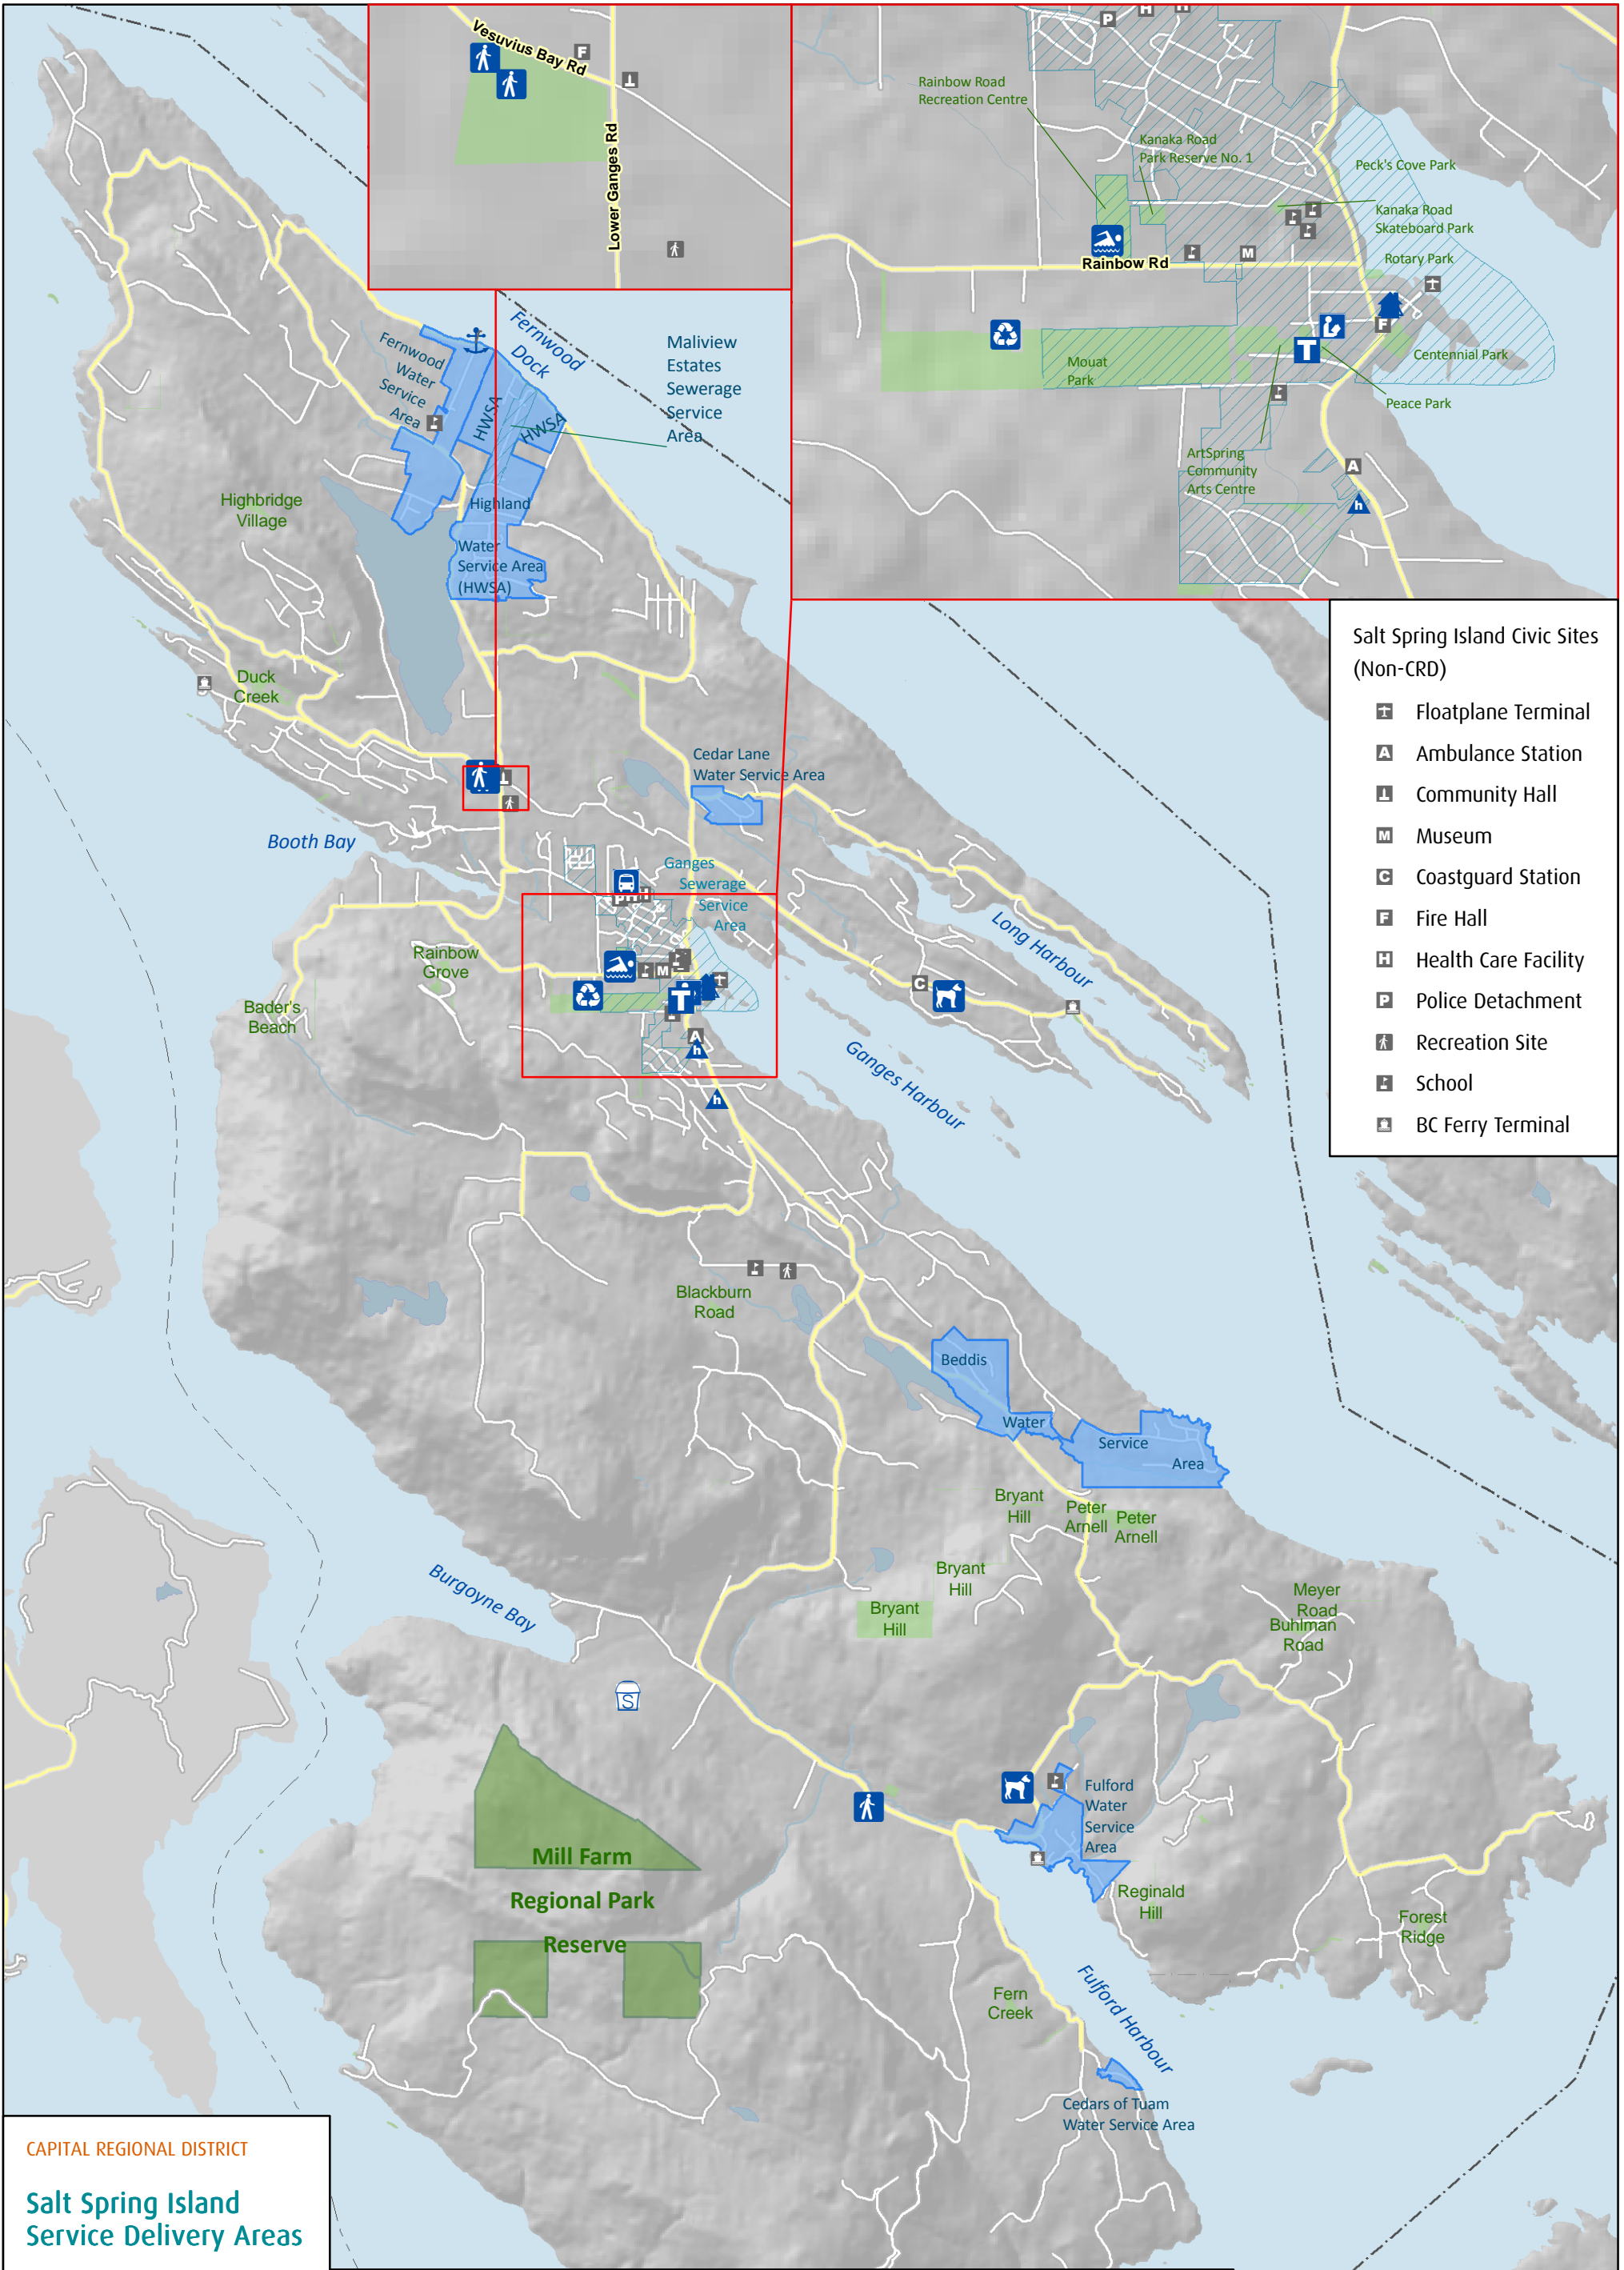 Vesuvius Bay Rd
F
Lower Ganges Rd
P
H
H
Rainbow Road
Recreation Centre
Kanaka Road
Park Reserve No. 1
Peck's Cove Park
Kanaka Road
Skateboard Park
Rotary Park
M
Rainbow Rd
F
T
Centennial Park
Mouat
Park
Peace Park
ArtSpring
Community
Arts Centre
A
h
Fernwood
Dock
Maliview
Estates
Sewerage
Service
Area
Fernwood
Water
Service
Area
HWSA
HWSA
Highbridge
Village
Highland
Water
Service Area
(HWSA)
Duck
Creek
Cedar Lane
Water Service Area
Booth Bay
Ganges
Sewerage
Service
Area
P
H
H
Rainbow
Grove
M
T
A
h
h
Bader's
Beach
Long Harbour
C
Ganges Harbour
Blackburn
Road
Beddis
Water
Service
Area
Bryant
Hill
Peter
Arnell
Peter
Arnell
Bryant
Hill
Bryant
Hill
Burgoyne Bay
Meyer
Road
Buhlman
Road
S
Fulford
Water
Service
Area
Mill Farm
Regional Park
Reserve
Reginald
Hill
Forest
Ridge
Fern
Creek
Fulford Harbour
Cedars of Tuam
Water Service Area
Salt Spring Island Civic Sites
(Non-CRD)
Floatplane Terminal
A Ambulance Station
Community Hall
M Museum
C Coastguard Station
F Fire Hall
H Health Care Facility
P Police Detachment
Recreation Site
School
BC Ferry Terminal
CAPITAL REGIONAL DISTRICT
Salt Spring Island
Service Delivery Areas